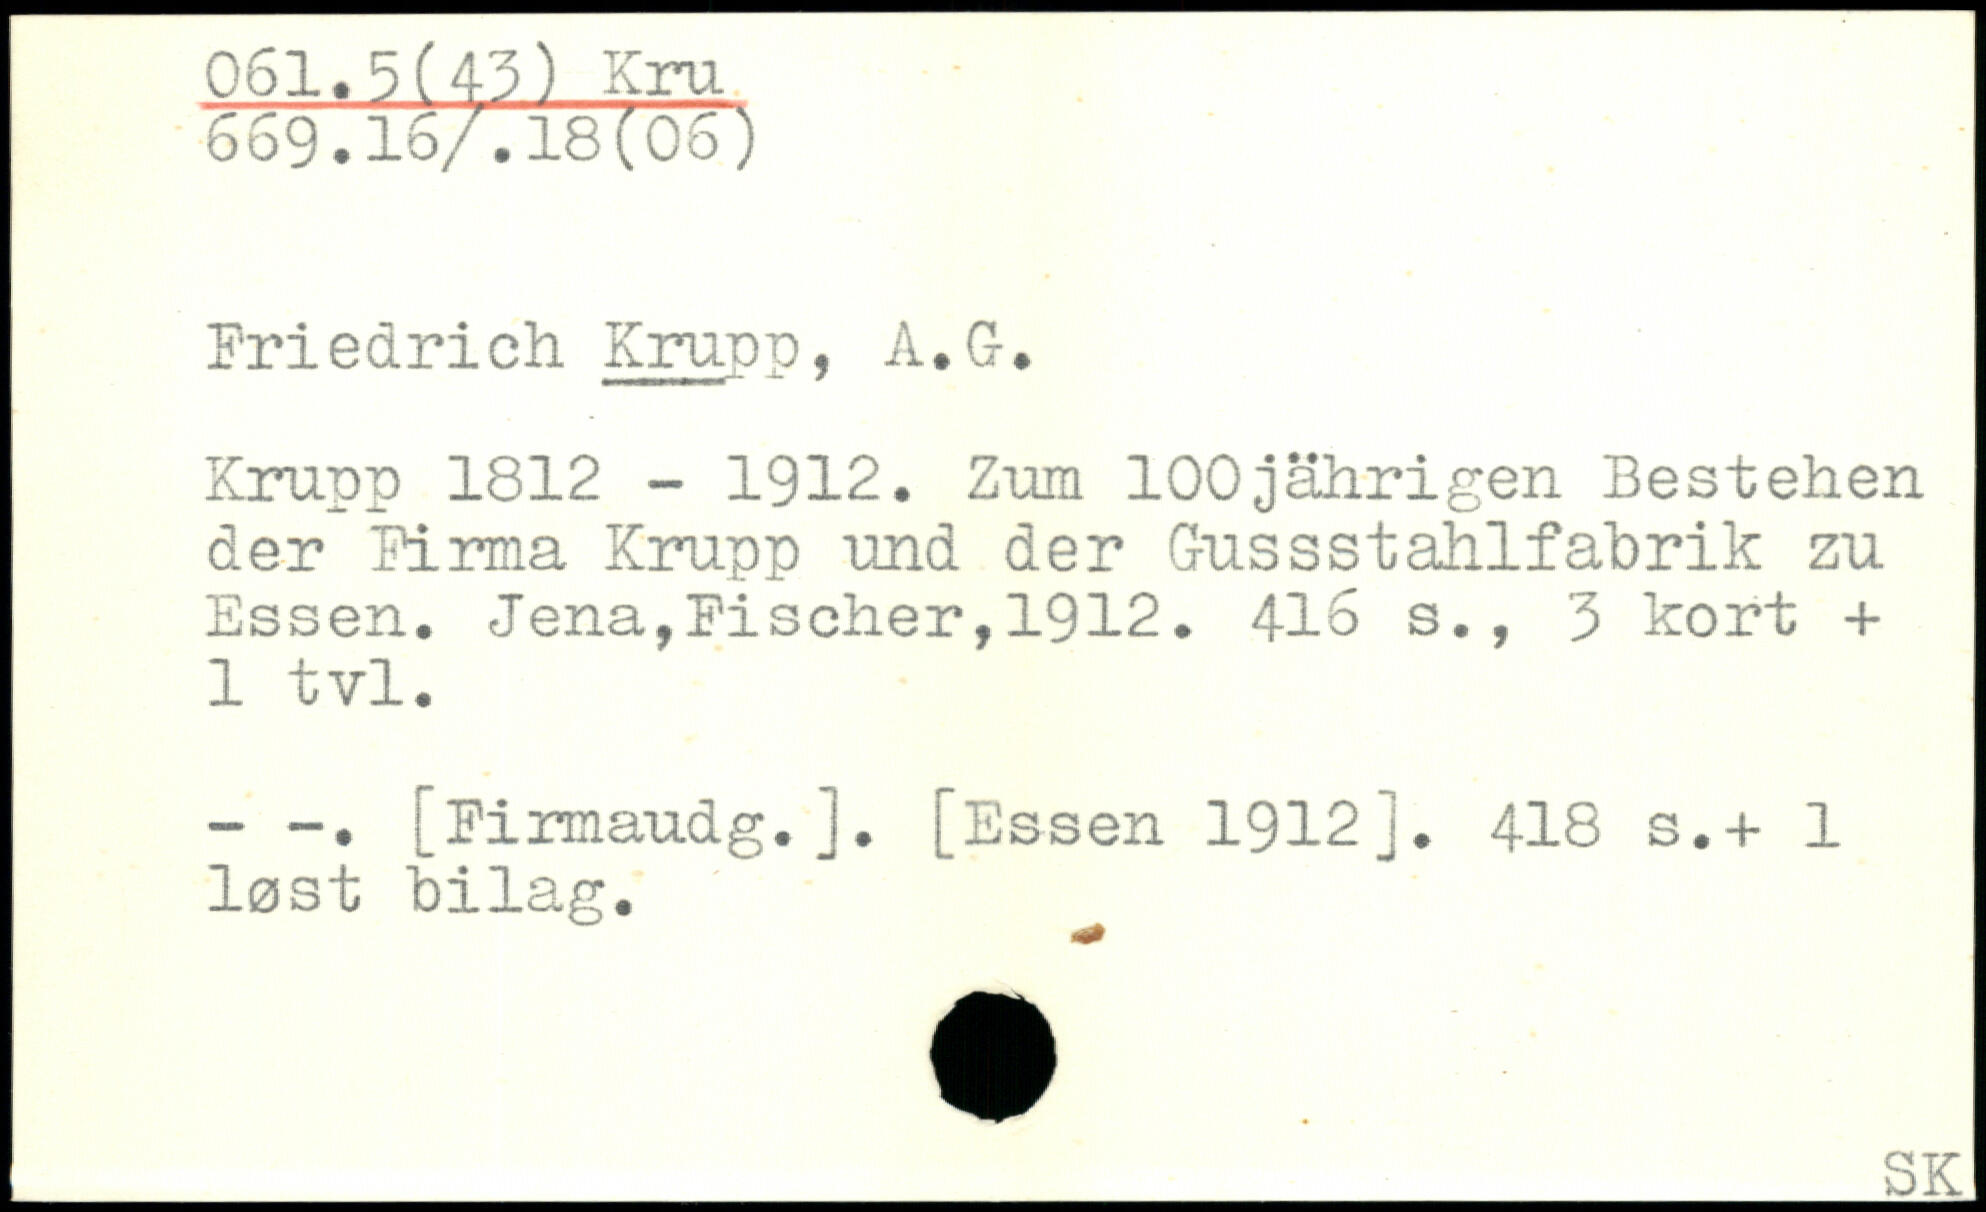 061.5(43) Kru
669.16/.18(06)
Friedrich Krupp, A.G.
Krupp 1812 - 1912. Zum 100jährigen Bestehen
der Firma Krupp und der Gussstahlfabrik zu
Essen. Jena,Fischer,1912. 416 s., 3 kort +
1 tvl.
- -. [Firmaudg.]. [Essen 1912]. 418 s.+ 1
løst bilag.
SK